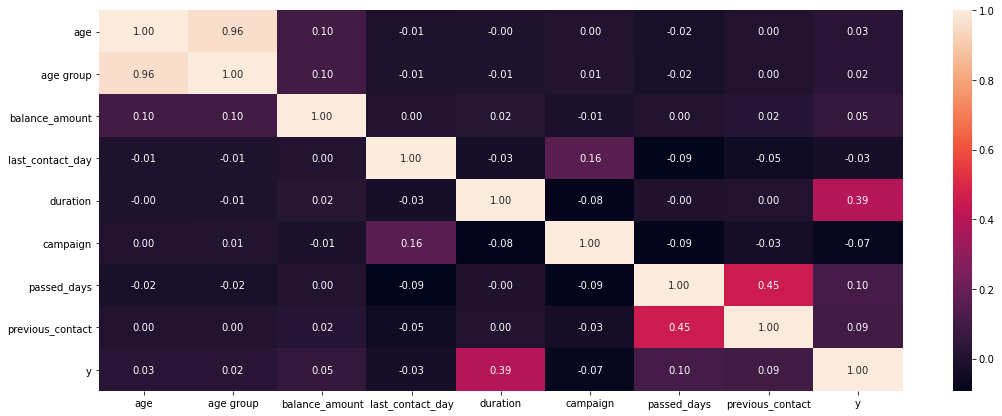 age 1.00 0.96 0.10 -0.01 -0.00 0.00 -0.02 0.00 0.03
age group 0.96 1.00 0.10 -0.01 -0.01 0.01 -0.02 0.00 0.02
balance_amount 0.10 0.10 1.00 0.00 0.02 -0.01 0.00 0.02 0.05
last_contact_day -0.01 -0.01 0.00 1.00 -0.03 0.16 -0.09 -0.05 -0.03
duration -0.00 -0.01 0.02 -0.03 1.00 -0.08 -0.00 0.00 0.39
campaign 0.00 0.01 -0.01 0.16 -0.08 1.00 -0.09 -0.03 -0.07
passed_days -0.02 -0.02 0.00 -0.09 -0.00 -0.09 1.00 0.45 0.10
previous_contact 0.00 0.00 0.02 -0.05 0.00 -0.03 0.45 1.00 0.09
y 0.03 0.02 0.05 -0.03 0.39 -0.07 0.10 0.09 1.00
age age group balance_amount last_contact_day duration campaign passed_days previous_contact y
1.0
0.8
0.6
0.4
0.2
0.0